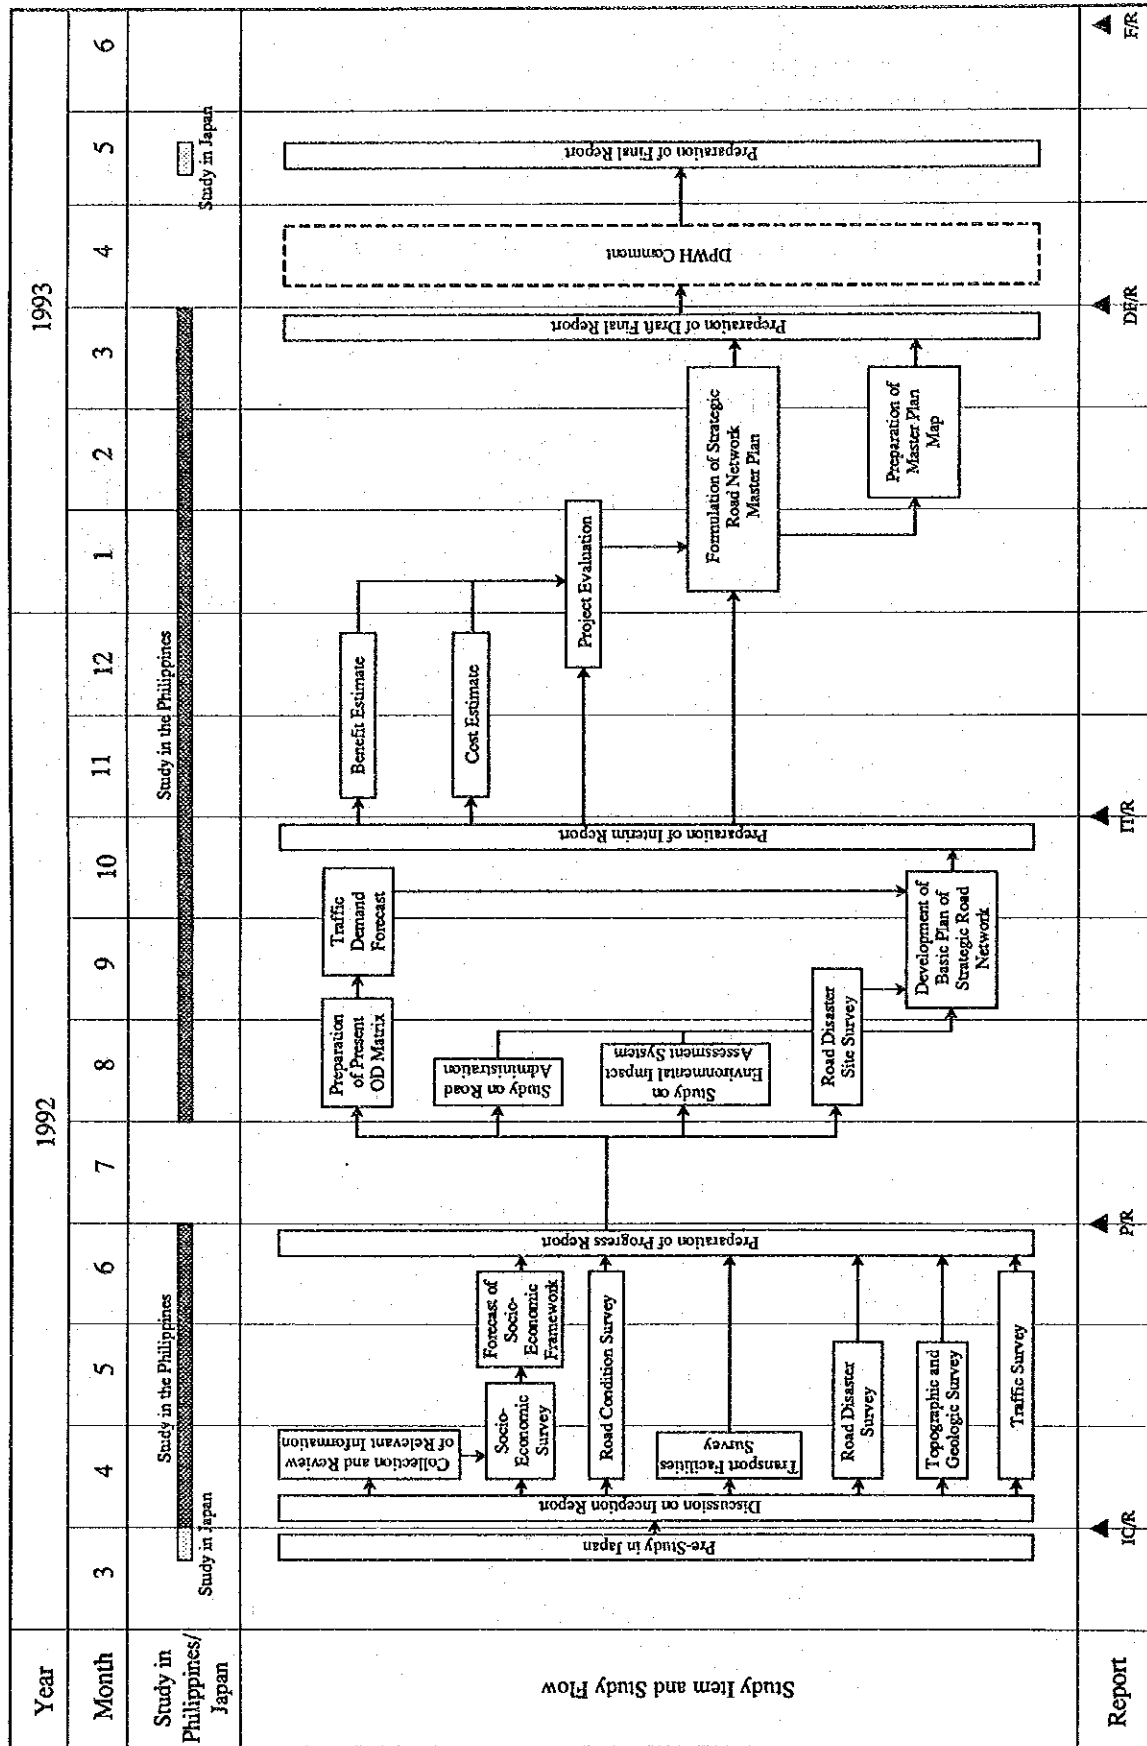 Year
1992
1993
Month
3
4
5
6
7
8
9
10
11
12
1
2
3
4
5
6
Study in
Philippines/
Japan
Study in Japan
Study in the Philippines
Study in the Philippines
Study in Japan
Study Item and Study Flow
Pre-Study in Japan
Discussion on Inception Report
Collection and Review
of Relevant Information
Socio-
Economic
Survey
Forecast of
Socio-
Economic
Framework
Road Condition Survey
Transport Facilities
Survey
Road Disaster
Survey
Topographic and
Geologic Survey
Traffic Survey
Preparation of Progress Report
Preparation
of Present
OD Matrix
Traffic
Demand
Forecast
Study on Road
Administration
Study on
Environmental Impact
Assessment System
Road Disaster
Site Survey
Development of
Basic Plan of
Strategic Road
Network
Preparation of Interim Report
Benefit Estimate
Cost Estimate
Project Evaluation
Formulation of Strategic
Road Network
Master Plan
Preparation of
Master Plan
Map
Preparation of Draft Final Report
DPWH Comment
Preparation of Final Report
Report
IC/R
P/R
IT/R
DF/R
F/R